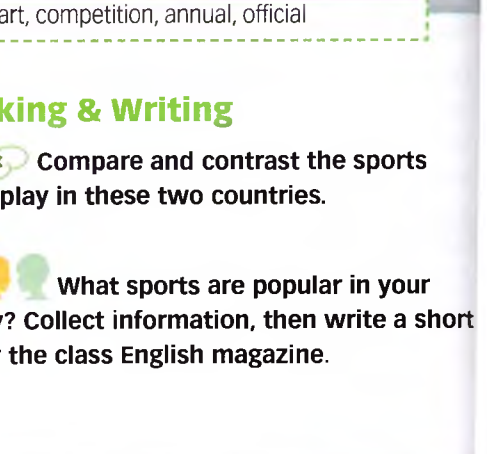 art, competition, annual, official
king & Writing
Compare and contrast the sports
play in these two countries.
What sports are popular in your
y? Collect information, then write a short
the class English magazine.